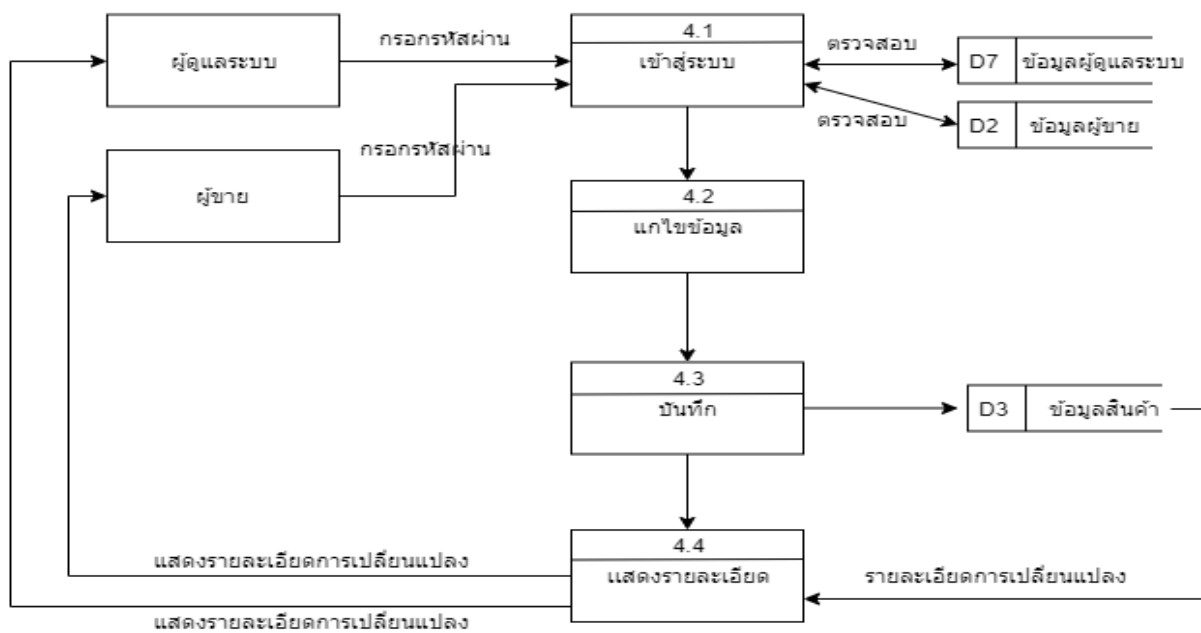 4.1
กรอกรหัสผ่าน
ตรวจสอบ
ผู้ดูแลระบบ
เข้าสู่ระบบ
D7 ข้อมูลผู้ดูแลระบบ
ตรวจสอบ
D2 ข้อมูลผู้ขาย
กรอกรหัสผ่าน
ผู้ขาย
4.2
แกไขข้อมูล
4.3
บันทึก
D3 ข้อมูลสินค้า
4.4
แสดงรายละเอียด
แสดงรายละเอียดการเปลี่ยนแปลง
รายละเอียดการเปลี่ยนแปลง
แสดงรายละเอียดการเปลี่ยนแปลง